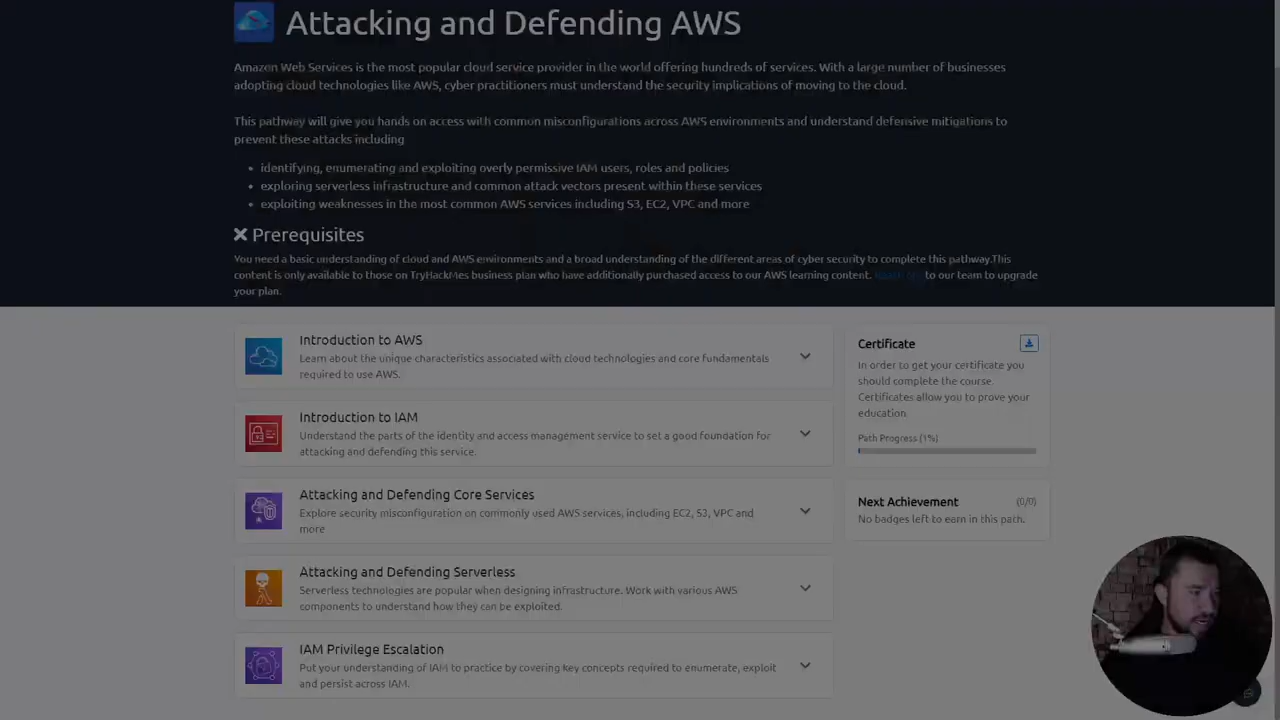 Attacking and Defending AWS
Amazon Web Services is the most popular cloud service provider in the world offering hundreds of services. With a large number of businesses
adopting cloud technologies like AWS, cyber practitioners must understand the security implications of moving to the cloud.
This pathway will give you hands on access with common misconfigurations across AWS environments and understand defensive mitigations to
prevent these attacks including
identifying, enumerating and exploiting overly permissive IAM users, roles and policies
exploring serverless infrastructure and common attack vectors present within these services
exploiting weaknesses in the most common AWS services including S3, EC2, VPC and more
Prerequisites
You need a basic understanding of cloud and AWS environments and a broad understanding of the different areas of cyber security to complete this pathway.This
content is only available to those on TryHackMes business plan who have additionally purchased access to our AWS learning content. to our team to upgrade
your plan.
Introduction to AWS
Learn about the unique characteristics associated with cloud technologies and core fundamentals
required to use AWS.
Introduction to IAM
Understand the parts of the identity and access management service to set a good foundation for
attacking and defending this service.
Attacking and Defending Core Services
Explore security misconfiguration on commonly used AWS services, including EC2, S3, VPC and
more
Attacking and Defending Serverless
Serverless technologies are popular when designing infrastructure. Work with various AWS
components to understand how they can be exploited.
IAM Privilege Escalation
Put your understanding of IAM to practice by covering key concepts required to enumerate, exploit
and persist across IAM.
Certificate
In order to get your certificate you
should complete the course.
Certificates allow you to prove your
education.
Path Progress (1%)
Next Achievement (0/0)
No badges left to earn in this path.